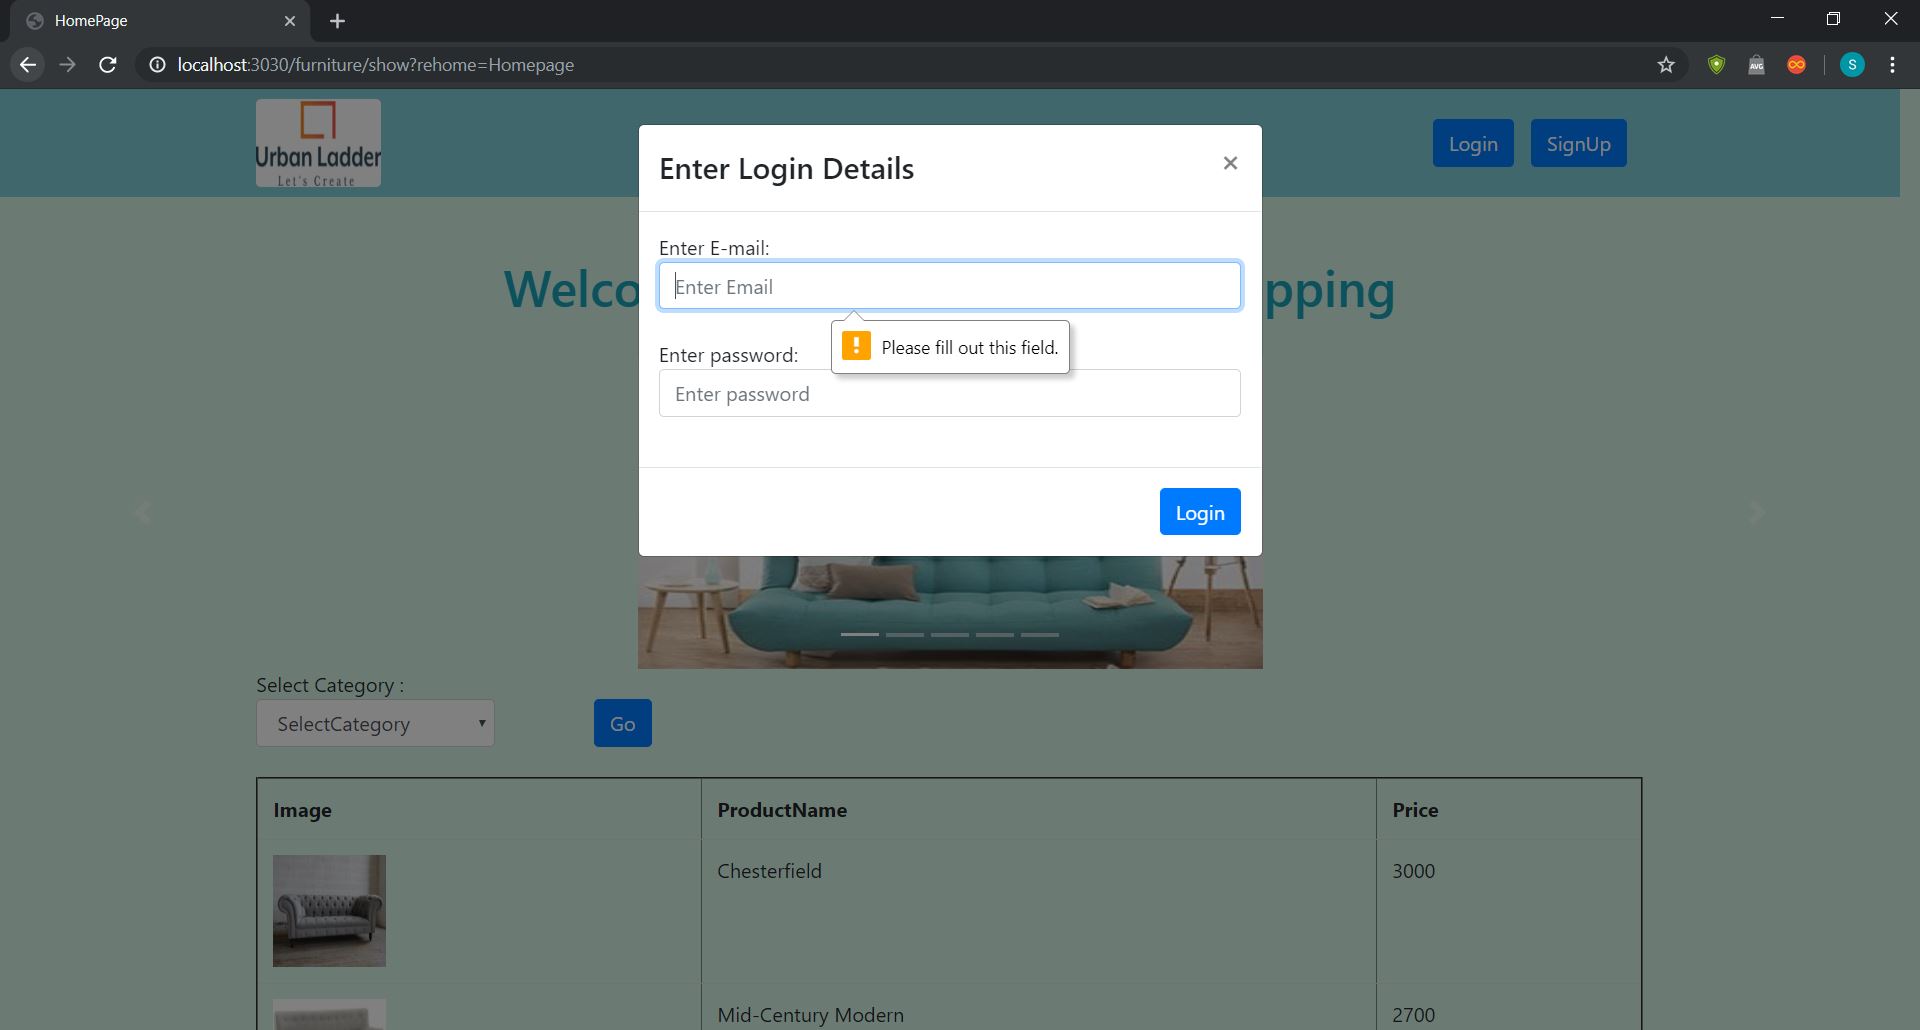 HomePage
localhost:3030/furniture/show?rehome=Homepage
AVG
S
Urban Ladder
Let's Create
Login
SignUp
Enter Login Details
×
Enter E-mail:
Enter Email
Please fill out this field.
Enter password:
Enter password
Login
Welco
pping
Select Category :
SelectCategory
Go
Image
ProductName
Price
Chesterfield
3000
Mid-Century Modern
2700